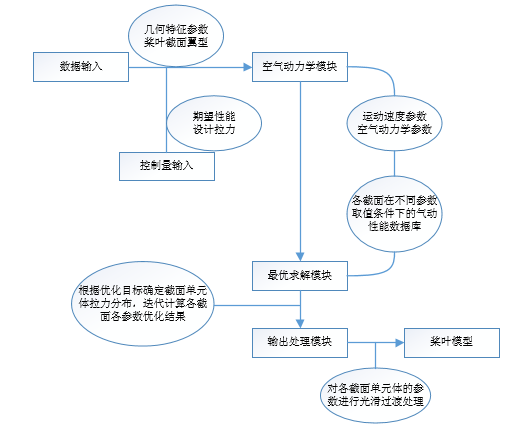 几何特征参数
桨叶截面翼型
数据输入
空气动力学模块
期望性能
设计拉力
运动速度参数
空气动力学参数
控制量输入
各截面在不同参数
取值条件下的气动
性能数据库
最优求解模块
根据优化目标确定截面单元
体拉力分布，迭代计算各截
面各参数优化结果
输出处理模块
桨叶模型
对各截面单元体的参
数进行光滑过渡处理